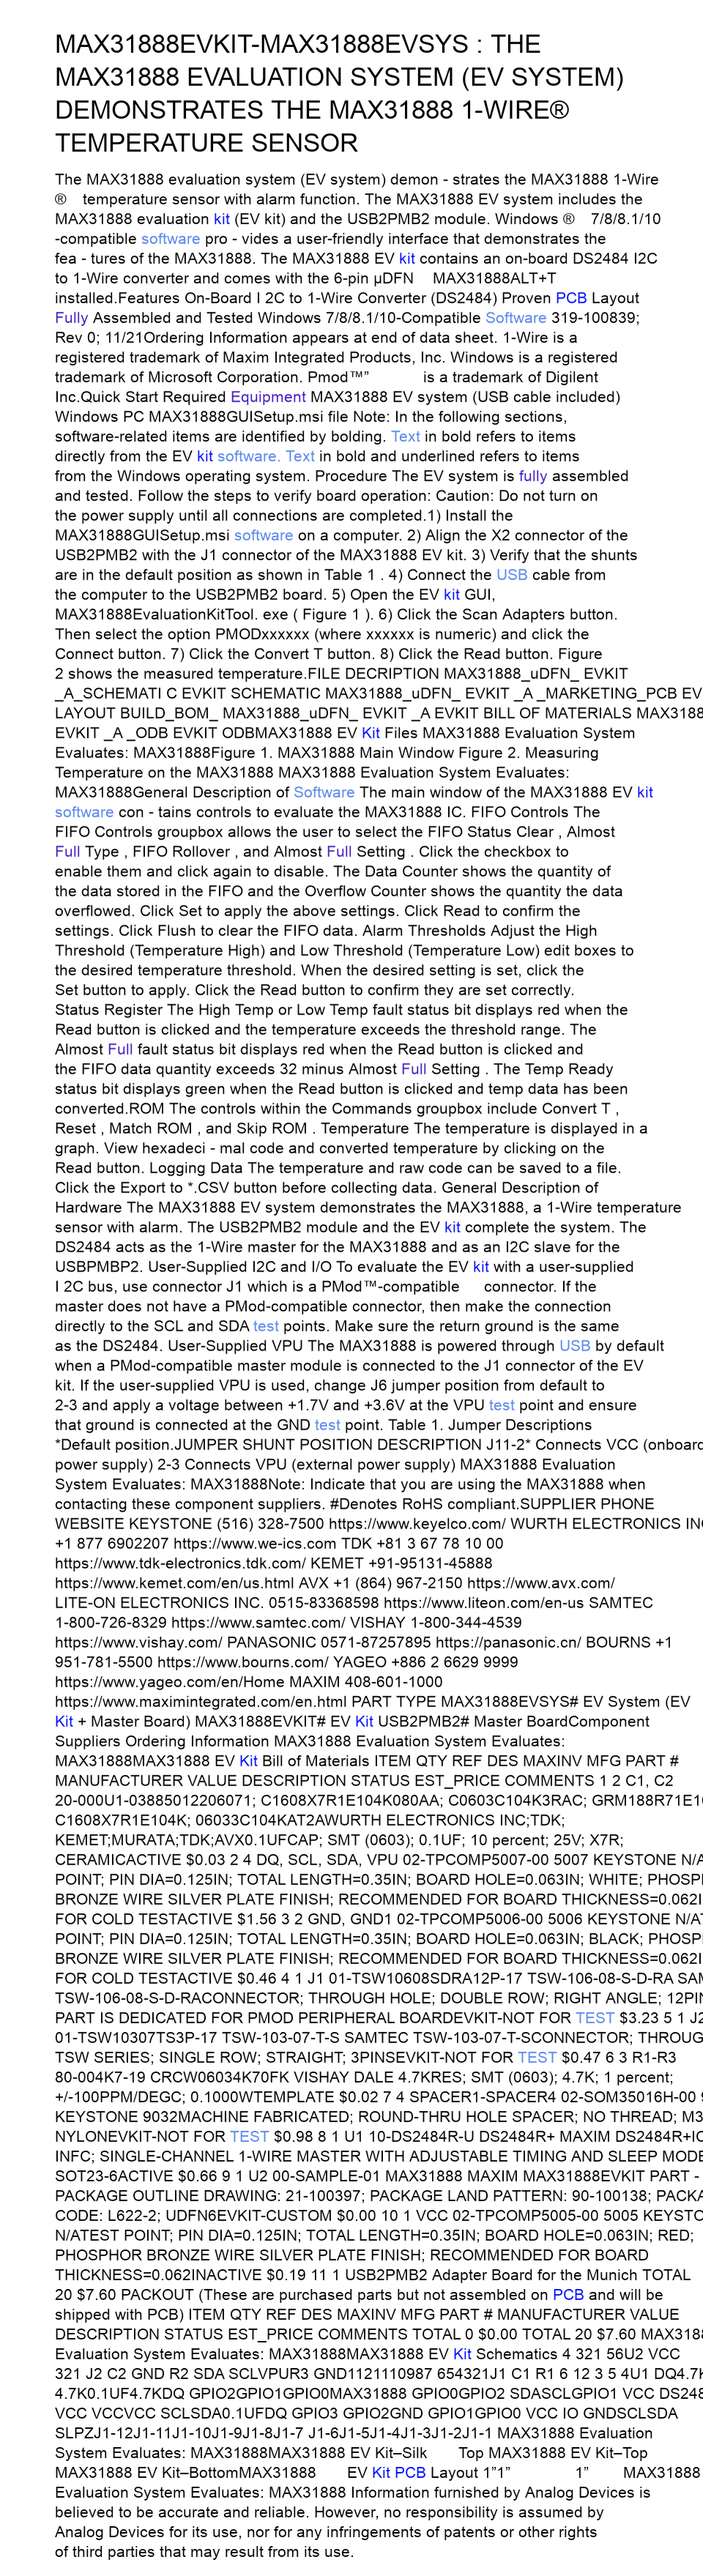 MAX31888EVKIT-MAX31888EVSYS : THE
MAX31888 EVALUATION SYSTEM (EV SYSTEM)
DEMONSTRATES THE MAX31888 1-WIRE®
TEMPERATURE SENSOR
The MAX31888 evaluation system (EV system) demon - strates the MAX31888 1-Wire
® temperature sensor with alarm function. The MAX31888 EV system includes the
MAX31888 evaluation kit (EV kit) and the USB2PMB2 module. Windows ® 7/8/8.1/10
-compatible software pro - vides a user-friendly interface that demonstrates the
fea - tures of the MAX31888. The MAX31888 EV kit contains an on-board DS2484 I2C
to 1-Wire converter and comes with the 6-pin µDFN MAX31888ALT+T
installed.Features On-Board I 2C to 1-Wire Converter (DS2484) Proven PCB Layout
Fully Assembled and Tested Windows 7/8/8.1/10-Compatible Software 319-100839;
Rev 0; 11/21Ordering Information appears at end of data sheet. 1-Wire is a
registered trademark of Maxim Integrated Products, Inc. Windows is a registered
trademark of Microsoft Corporation. Pmod™” is a trademark of Digilent
Inc.Quick Start Required Equipment MAX31888 EV system (USB cable included)
Windows PC MAX31888GUISetup.msi file Note: In the following sections,
software-related items are identified by bolding. Text in bold refers to items
directly from the EV kit software. Text in bold and underlined refers to items
from the Windows operating system. Procedure The EV system is fully assembled
and tested. Follow the steps to verify board operation: Caution: Do not turn on
the power supply until all connections are completed.1) Install the
MAX31888GUISetup.msi software on a computer. 2) Align the X2 connector of the
USB2PMB2 with the J1 connector of the MAX31888 EV kit. 3) Verify that the shunts
are in the default position as shown in Table 1 . 4) Connect the USB cable from
the computer to the USB2PMB2 board. 5) Open the EV kit GUI,
MAX31888EvaluationKitTool. exe ( Figure 1 ). 6) Click the Scan Adapters button.
Then select the option PMODxxxxxx (where xxxxxx is numeric) and click the
Connect button. 7) Click the Convert T button. 8) Click the Read button. Figure
2 shows the measured temperature.FILE DECRIPTION MAX31888_uDFN_ EVKIT
_A_SCHEMATI C EVKIT SCHEMATIC MAX31888_uDFN_ EVKIT _A _MARKETING_PCB EV
LAYOUT BUILD_BOM_ MAX31888_uDFN_ EVKIT _A EVKIT BILL OF MATERIALS MAX3188
EVKIT _A _ODB EVKIT ODBMAX31888 EV Kit Files MAX31888 Evaluation System
Evaluates: MAX31888Figure 1. MAX31888 Main Window Figure 2. Measuring
Temperature on the MAX31888 MAX31888 Evaluation System Evaluates:
MAX31888General Description of Software The main window of the MAX31888 EV kit
software con - tains controls to evaluate the MAX31888 IC. FIFO Controls The
FIFO Controls groupbox allows the user to select the FIFO Status Clear , Almost
Full Type , FIFO Rollover , and Almost Full Setting . Click the checkbox to
enable them and click again to disable. The Data Counter shows the quantity of
the data stored in the FIFO and the Overflow Counter shows the quantity the data
overflowed. Click Set to apply the above settings. Click Read to confirm the
settings. Click Flush to clear the FIFO data. Alarm Thresholds Adjust the High
Threshold (Temperature High) and Low Threshold (Temperature Low) edit boxes to
the desired temperature threshold. When the desired setting is set, click the
Set button to apply. Click the Read button to confirm they are set correctly.
Status Register The High Temp or Low Temp fault status bit displays red when the
Read button is clicked and the temperature exceeds the threshold range. The
Almost Full fault status bit displays red when the Read button is clicked and
the FIFO data quantity exceeds 32 minus Almost Full Setting . The Temp Ready
status bit displays green when the Read button is clicked and temp data has been
converted.ROM The controls within the Commands groupbox include Convert T ,
Reset , Match ROM , and Skip ROM . Temperature The temperature is displayed in a
graph. View hexadeci - mal code and converted temperature by clicking on the
Read button. Logging Data The temperature and raw code can be saved to a file.
Click the Export to *.CSV button before collecting data. General Description of
Hardware The MAX31888 EV system demonstrates the MAX31888, a 1-Wire temperature
sensor with alarm. The USB2PMB2 module and the EV kit complete the system. The
DS2484 acts as the 1-Wire master for the MAX31888 and as an I2C slave for the
USBPMBP2. User-Supplied I2C and I/O To evaluate the EV kit with a user-supplied
I 2C bus, use connector J1 which is a PMod™-compatible connector. If the
master does not have a PMod-compatible connector, then make the connection
directly to the SCL and SDA test points. Make sure the return ground is the same
as the DS2484. User-Supplied VPU The MAX31888 is powered through USB by default
when a PMod-compatible master module is connected to the J1 connector of the EV
kit. If the user-supplied VPU is used, change J6 jumper position from default to
2-3 and apply a voltage between +1.7V and +3.6V at the VPU test point and ensure
that ground is connected at the GND test point. Table 1. Jumper Descriptions
*Default position.JUMPER SHUNT POSITION DESCRIPTION J11-2* Connects VCC (onboard
power supply) 2-3 Connects VPU (external power supply) MAX31888 Evaluation
System Evaluates: MAX31888Note: Indicate that you are using the MAX31888 when
contacting these component suppliers. #Denotes RoHS compliant.SUPPLIER PHONE
WEBSITE KEYSTONE (516) 328-7500 https://www.keyelco.com/ WURTH ELECTRONICS INC
+1 877 6902207 https://www.we-ics.com TDK +81 3 67 78 10 00
https://www.tdk-electronics.tdk.com/ KEMET +91-95131-45888
https://www.kemet.com/en/us.html AVX +1 (864) 967-2150 https://www.avx.com/
LITE-ON ELECTRONICS INC. 0515-83368598 https://www.liteon.com/en-us SAMTEC
1-800-726-8329 https://www.samtec.com/ VISHAY 1-800-344-4539
https://www.vishay.com/ PANASONIC 0571-87257895 https://panasonic.cn/ BOURNS +1
951-781-5500 https://www.bourns.com/ YAGEO +886 2 6629 9999
https://www.yageo.com/en/Home MAXIM 408-601-1000
https://www.maximintegrated.com/en.html PART TYPE MAX31888EVSYS# EV System (EV
Kit + Master Board) MAX31888EVKIT# EV Kit USB2PMB2# Master BoardComponent
Suppliers Ordering Information MAX31888 Evaluation System Evaluates:
MAX31888MAX31888 EV Kit Bill of Materials ITEM QTY REF DES MAXINV MFG PART #
MANUFACTURER VALUE DESCRIPTION STATUS EST_PRICE COMMENTS 1 2 C1, C2
20-000U1-03885012206071; C1608X7R1E104K080AA; C0603C104K3RAC; GRM188R71E10
C1608X7R1E104K; 06033C104KAT2AWURTH ELECTRONICS INC;TDK;
KEMET;MURATA;TDK;AVX0.1UFCAP; SMT (0603); 0.1UF; 10 percent; 25V; X7R;
CERAMICACTIVE $0.03 2 4 DQ, SCL, SDA, VPU 02-TPCOMP5007-00 5007 KEYSTONE N/A
POINT; PIN DIA=0.125IN; TOTAL LENGTH=0.35IN; BOARD HOLE=0.063IN; WHITE; PHOSP
BRONZE WIRE SILVER PLATE FINISH; RECOMMENDED FOR BOARD THICKNESS=0.062I
FOR COLD TESTACTIVE $1.56 3 2 GND, GND1 02-TPCOMP5006-00 5006 KEYSTONE N/AT
POINT; PIN DIA=0.125IN; TOTAL LENGTH=0.35IN; BOARD HOLE=0.063IN; BLACK; PHOSP
BRONZE WIRE SILVER PLATE FINISH; RECOMMENDED FOR BOARD THICKNESS=0.062I
FOR COLD TESTACTIVE $0.46 4 1 J1 01-TSW10608SDRA12P-17 TSW-106-08-S-D-RA SAM
TSW-106-08-S-D-RACONNECTOR; THROUGH HOLE; DOUBLE ROW; RIGHT ANGLE; 12PIN
PART IS DEDICATED FOR PMOD PERIPHERAL BOARDEVKIT-NOT FOR TEST $3.23 5 1 J2
01-TSW10307TS3P-17 TSW-103-07-T-S SAMTEC TSW-103-07-T-SCONNECTOR; THROUG
TSW SERIES; SINGLE ROW; STRAIGHT; 3PINSEVKIT-NOT FOR TEST $0.47 6 3 R1-R3
80-004K7-19 CRCW06034K70FK VISHAY DALE 4.7KRES; SMT (0603); 4.7K; 1 percent;
+/-100PPM/DEGC; 0.1000WTEMPLATE $0.02 7 4 SPACER1-SPACER4 02-SOM35016H-00 9
KEYSTONE 9032MACHINE FABRICATED; ROUND-THRU HOLE SPACER; NO THREAD; M3
NYLONEVKIT-NOT FOR TEST $0.98 8 1 U1 10-DS2484R-U DS2484R+ MAXIM DS2484R+IC
INFC; SINGLE-CHANNEL 1-WIRE MASTER WITH ADJUSTABLE TIMING AND SLEEP MODE
SOT23-6ACTIVE $0.66 9 1 U2 00-SAMPLE-01 MAX31888 MAXIM MAX31888EVKIT PART -
PACKAGE OUTLINE DRAWING: 21-100397; PACKAGE LAND PATTERN: 90-100138; PACKA
CODE: L622-2; UDFN6EVKIT-CUSTOM $0.00 10 1 VCC 02-TPCOMP5005-00 5005 KEYSTO
N/ATEST POINT; PIN DIA=0.125IN; TOTAL LENGTH=0.35IN; BOARD HOLE=0.063IN; RED;
PHOSPHOR BRONZE WIRE SILVER PLATE FINISH; RECOMMENDED FOR BOARD
THICKNESS=0.062INACTIVE $0.19 11 1 USB2PMB2 Adapter Board for the Munich TOTAL
20 $7.60 PACKOUT (These are purchased parts but not assembled on PCB and will be
shipped with PCB) ITEM QTY REF DES MAXINV MFG PART # MANUFACTURER VALUE
DESCRIPTION STATUS EST_PRICE COMMENTS TOTAL 0 $0.00 TOTAL 20 $7.60 MAX3188
Evaluation System Evaluates: MAX31888MAX31888 EV Kit Schematics 4 321 56U2 VCC
321 J2 C2 GND R2 SDA SCLVPUR3 GND1121110987 654321J1 C1 R1 6 12 3 5 4U1 DQ4.7K
4.7K0.1UF4.7KDQ GPIO2GPIO1GPIO0MAX31888 GPIO0GPIO2 SDASCLGPIO1 VCC DS248
VCC VCCVCC SCLSDA0.1UFDQ GPIO3 GPIO2GND GPIO1GPIO0 VCC IO GNDSCLSDA
SLPZJ1-12J1-11J1-10J1-9J1-8J1-7 J1-6J1-5J1-4J1-3J1-2J1-1 MAX31888 Evaluation
System Evaluates: MAX31888MAX31888 EV Kit–Silk Top MAX31888 EV Kit–Top
MAX31888 EV Kit–BottomMAX31888 EV Kit PCB Layout 1”1” 1” MAX31888
Evaluation System Evaluates: MAX31888 Information furnished by Analog Devices is
believed to be accurate and reliable. However, no responsibility is assumed by
Analog Devices for its use, nor for any infringements of patents or other rights
of third parties that may result from its use.